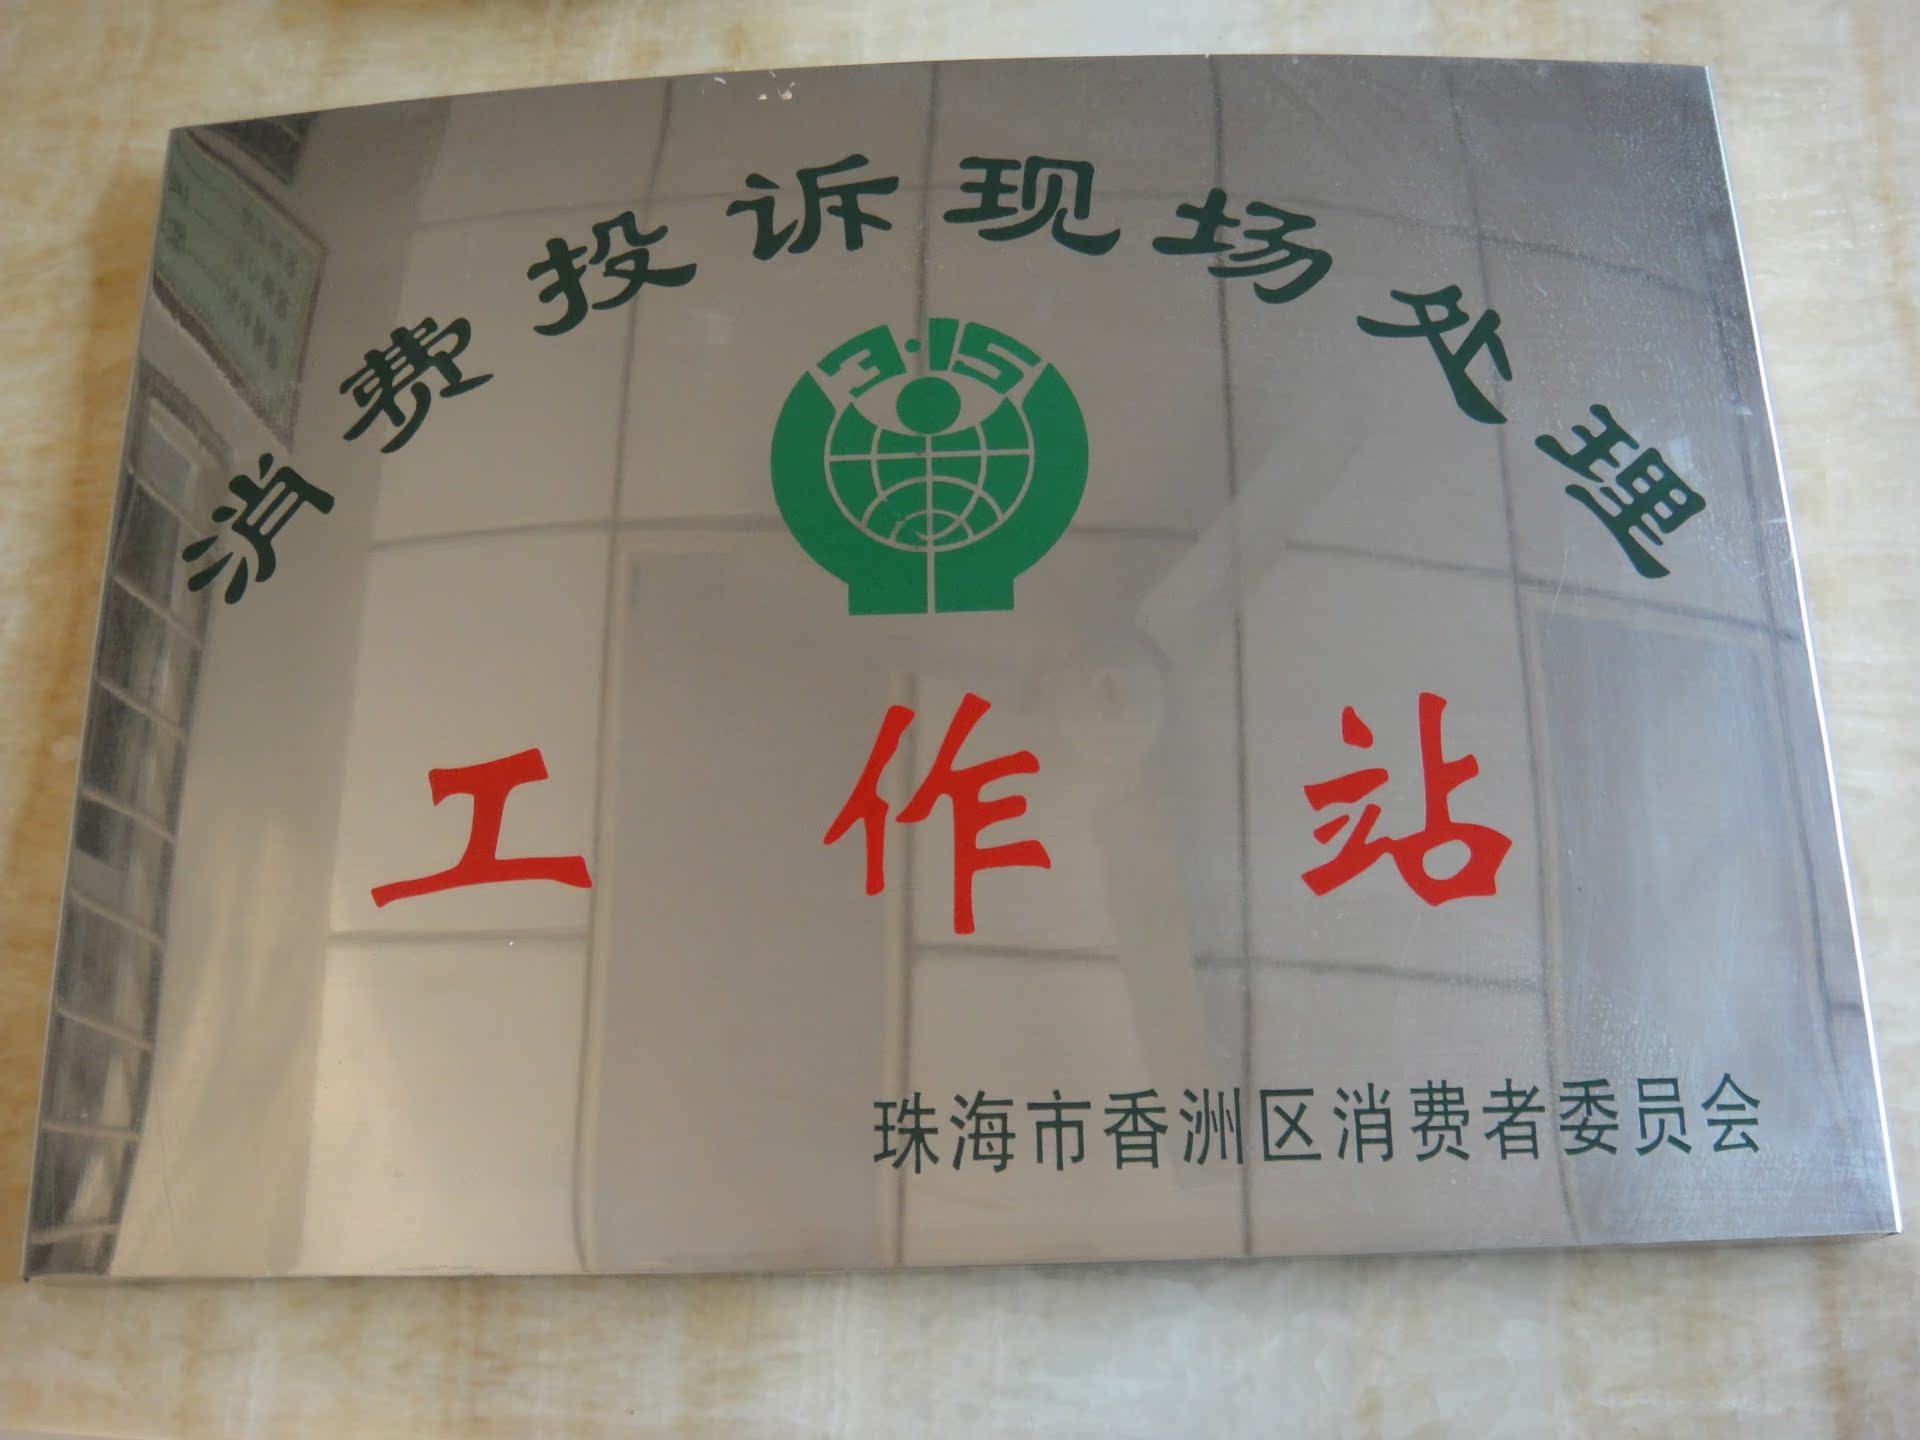 消费投诉现场处理
3·15
工作站
珠海市香洲区消费者委员会